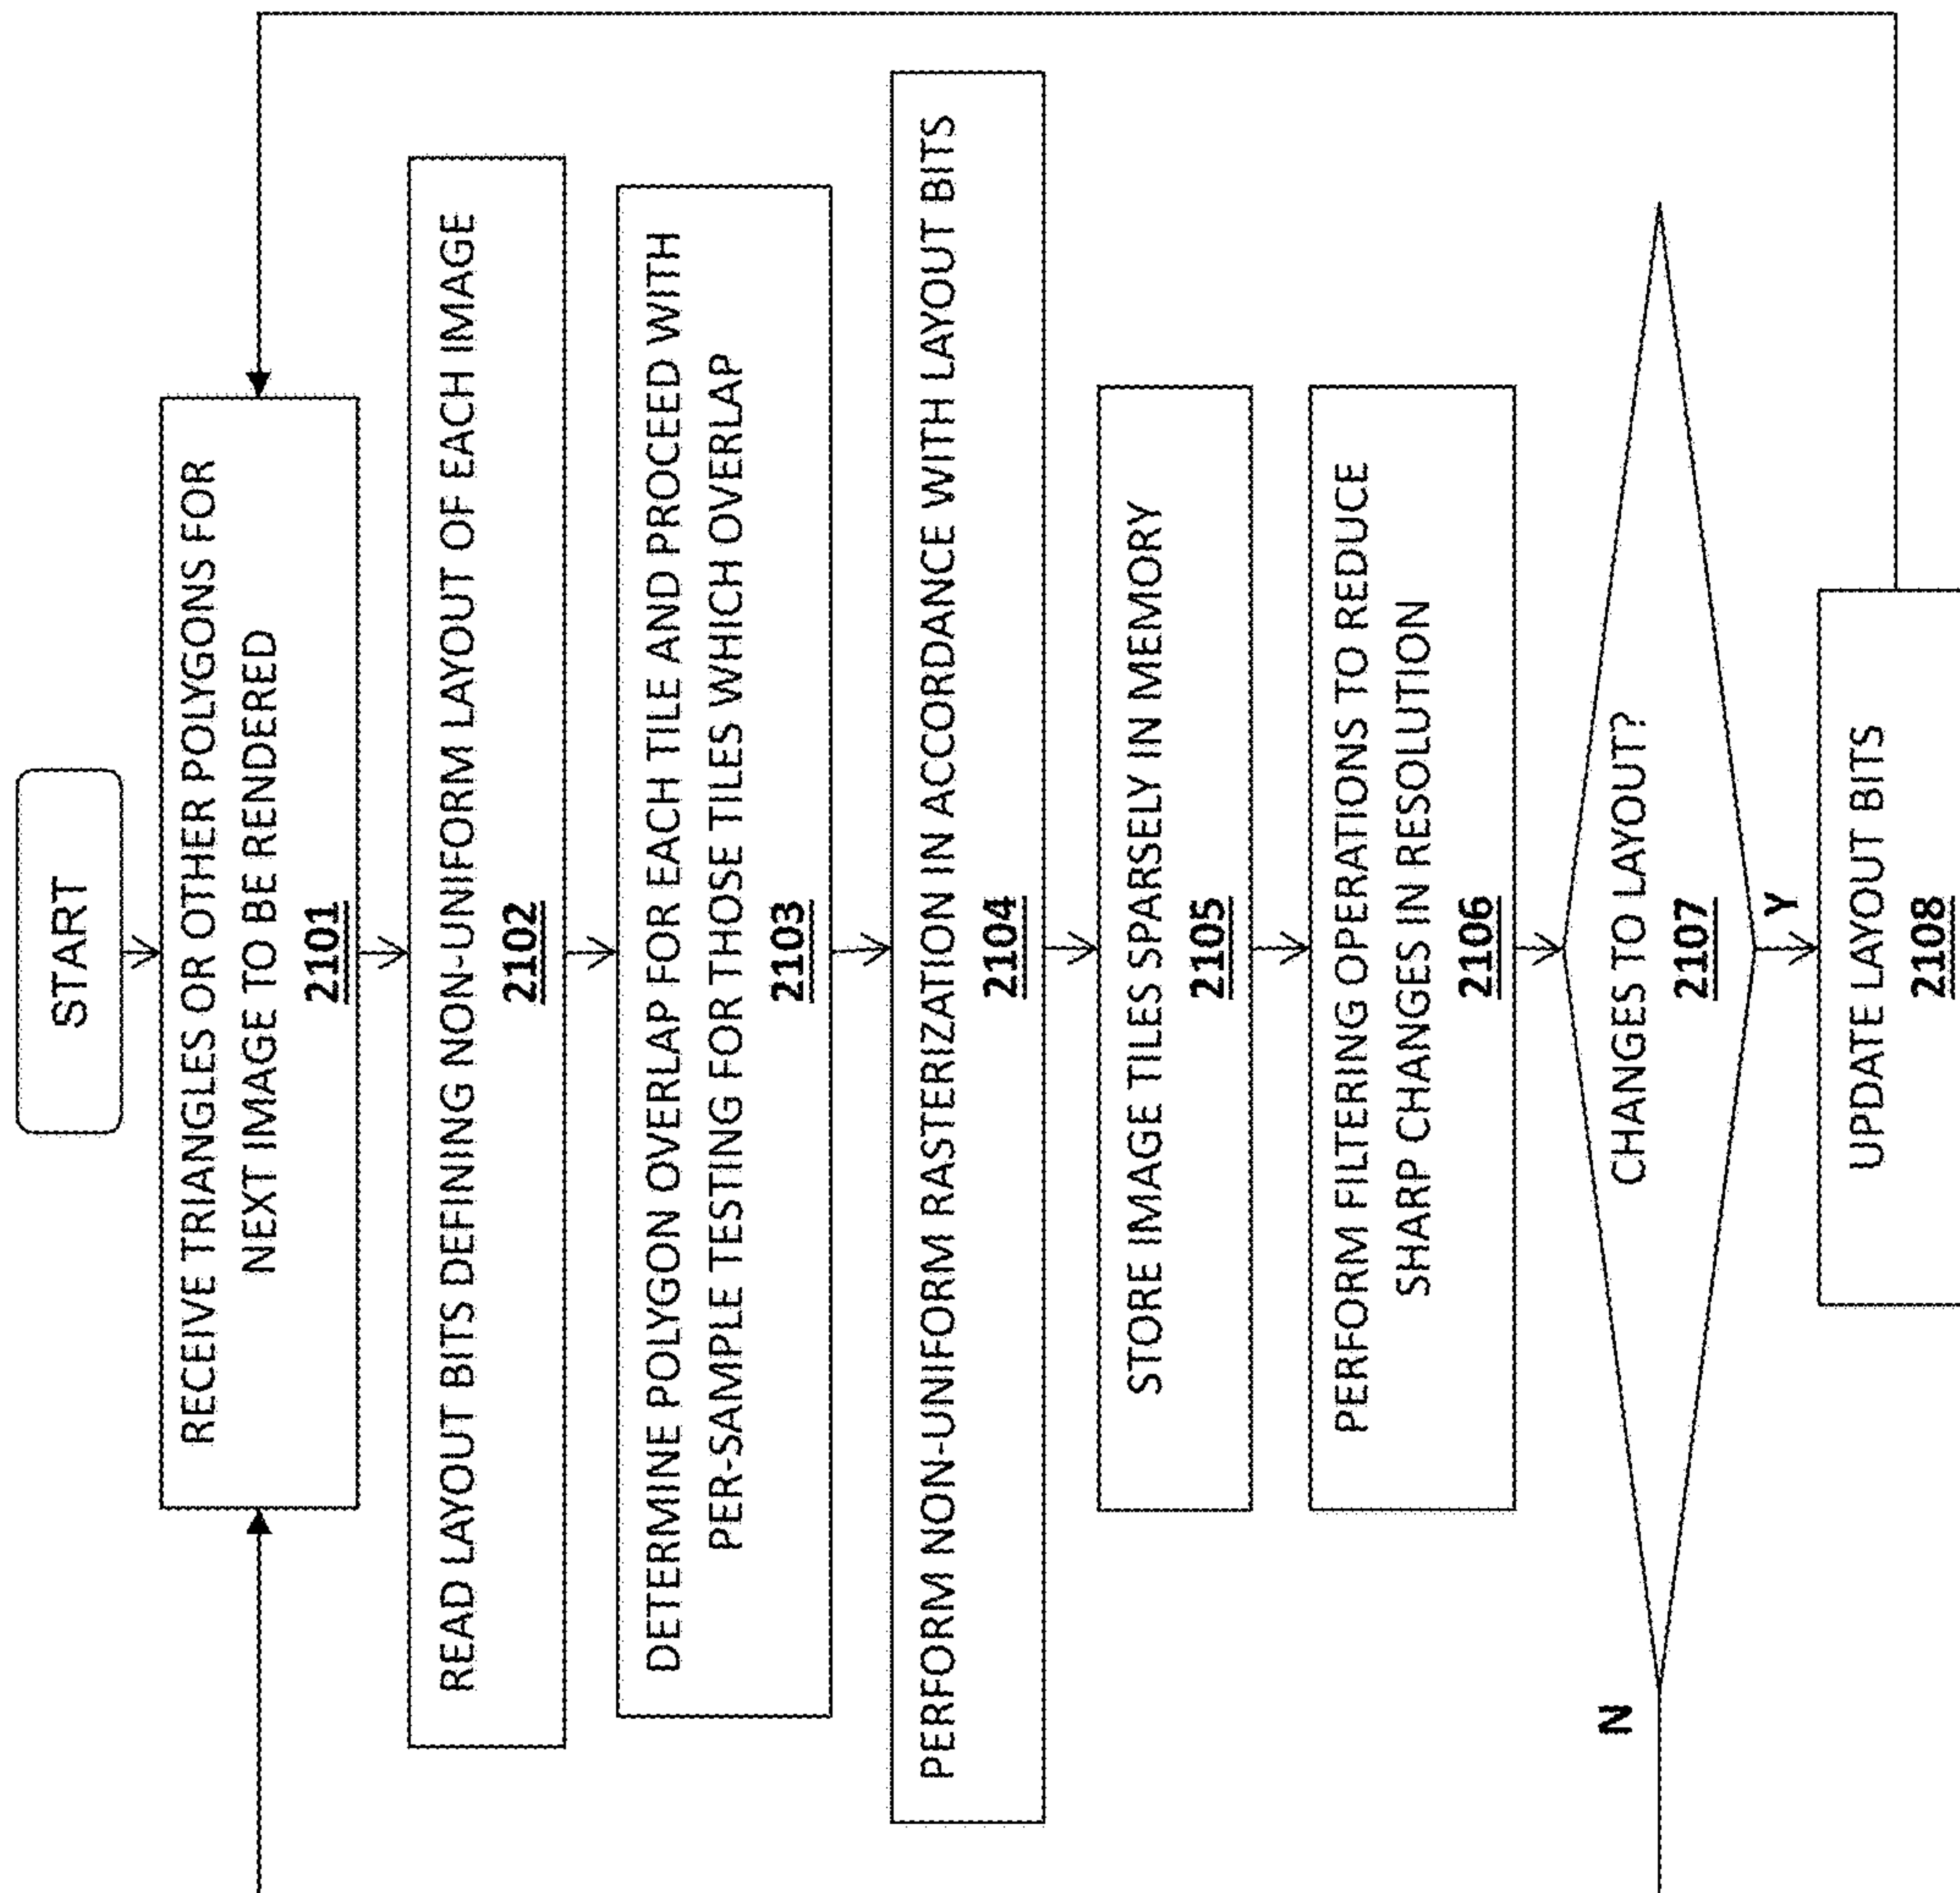 START
RECEIVE TRIANGLES OR OTHER POLYGONS FOR
NEXT IMAGE TO BE RENDERED
2101
READ LAYOUT BITS DEFINING NON-UNIFORM LAYOUT OF EACH IMAGE
2102
DETERMINE POLYGON OVERLAP FOR EACH TILE AND PROCEED WITH
PER-SAMPLE TESTING FOR THOSE TILES WHICH OVERLAP
2103
PERFORM NON-UNIFORM RASTERIZATION IN ACCORDANCE WITH LAYOUT BITS
2104
STORE IMAGE TILES SPARSELY IN MEMORY
2105
PERFORM FILTERING OPERATIONS TO REDUCE
SHARP CHANGES IN RESOLUTION
2106
N
CHANGES TO LAYOUT?
2107
Y
UPDATE LAYOUT BITS
2108